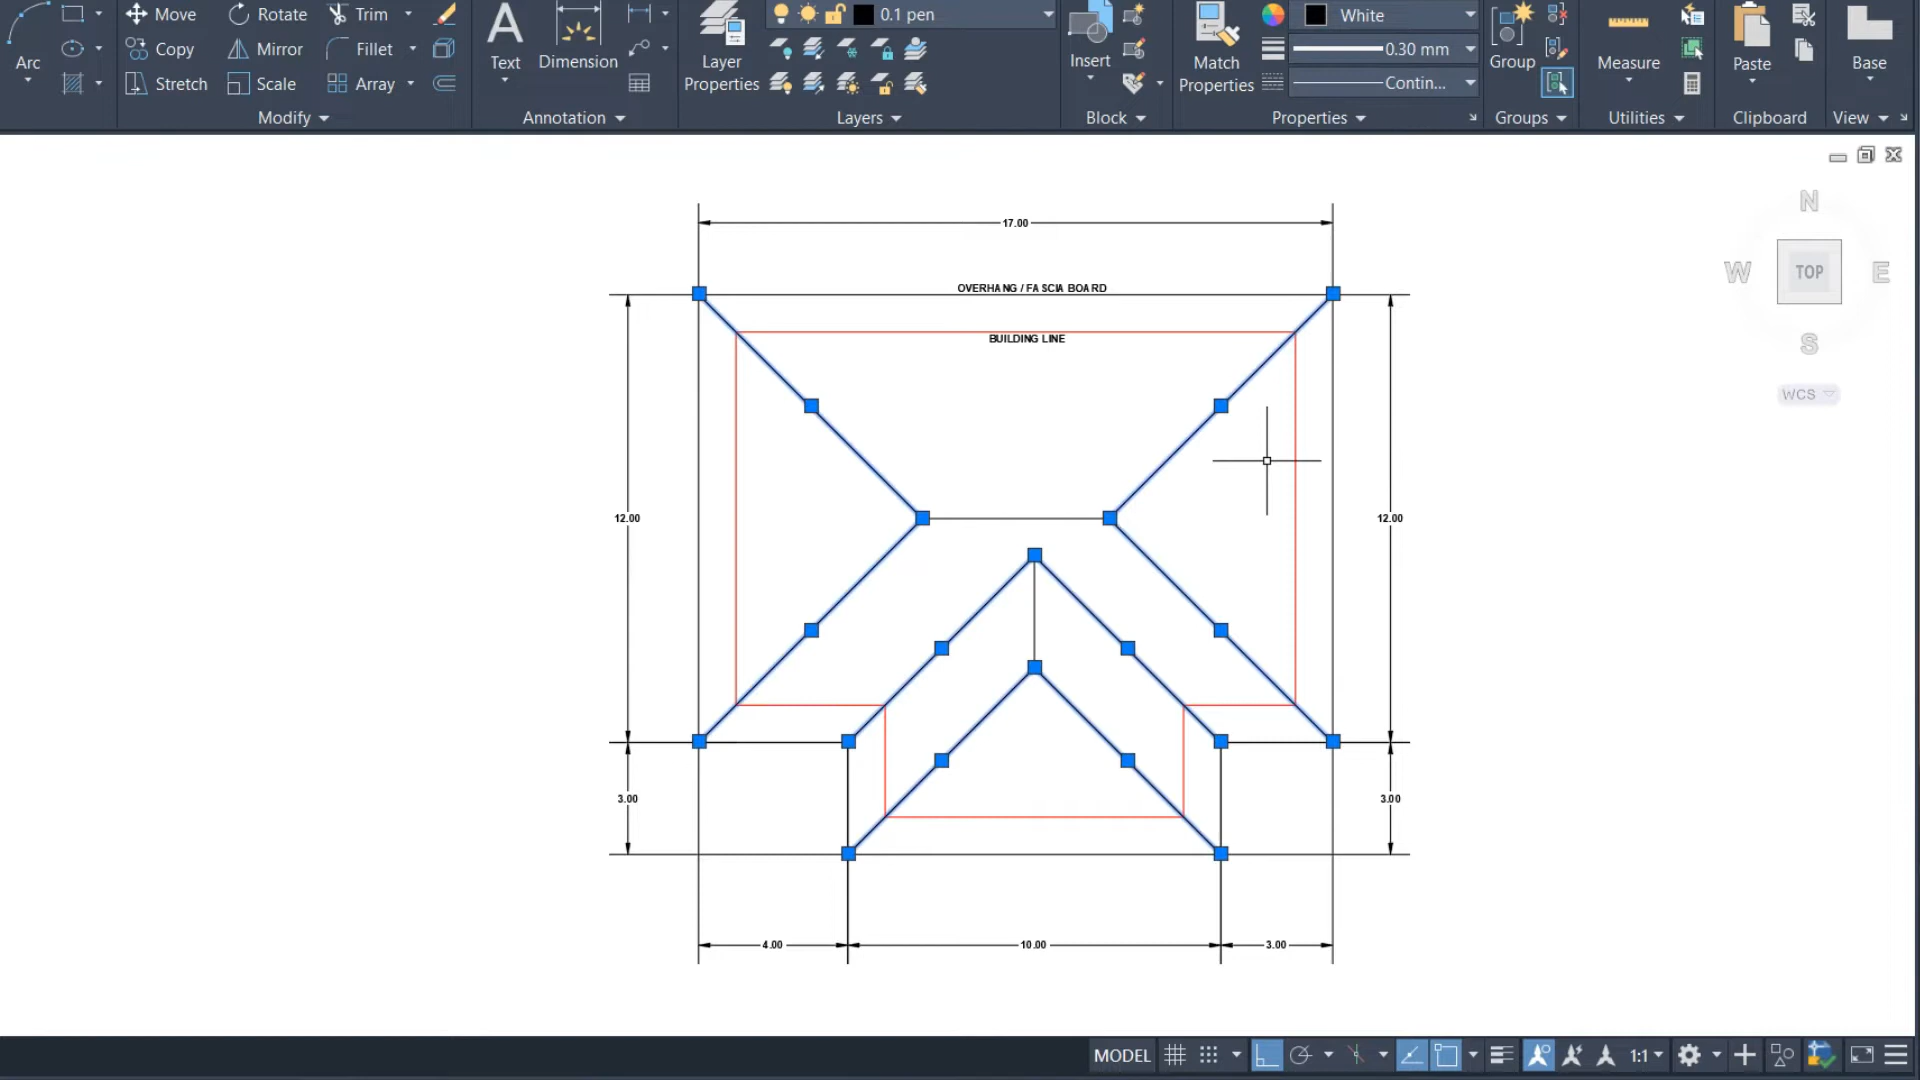 Move Rotate Trim 0.1 pen White
Arc Copy Mirror Fillet Text Dimension Layer Properties Insert Match Properties 0.30 mm Group Measure Paste Base
Stretch Scale Array Contin...
Modify Annotation Layers Block Properties Groups Utilities Clipboard View
N
W TOP E
S
WCS
17.00
OVERHANG / FASCIA BOARD
BUILDING LINE
12.00 12.00
3.00 3.00
4.00 10.00 3.00
MODEL 1:1